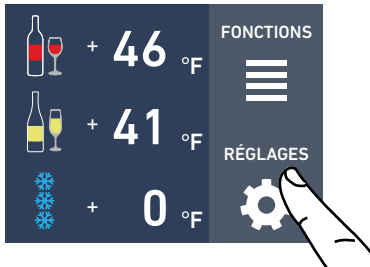 + 46 °F
+ 41 °F
+ 0 °F
FONCTIONS
RÉGLAGES